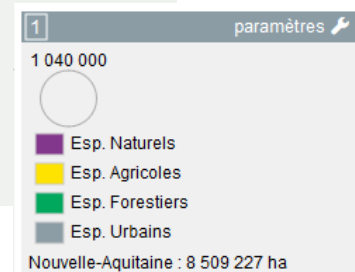 1 paramètres
1 040 000
Esp. Naturels
Esp. Agricoles
Esp. Forestiers
Esp. Urbains
Nouvelle-Aquitaine : 8 509 227 ha